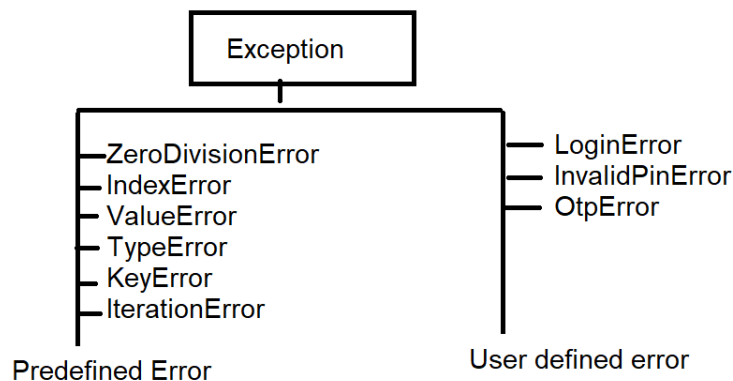 Exception
ZeroDivisionError
IndexError
ValueError
TypeError
KeyError
IterationError
Predefined Error
LoginError
InvalidPinError
OtpError
User defined error